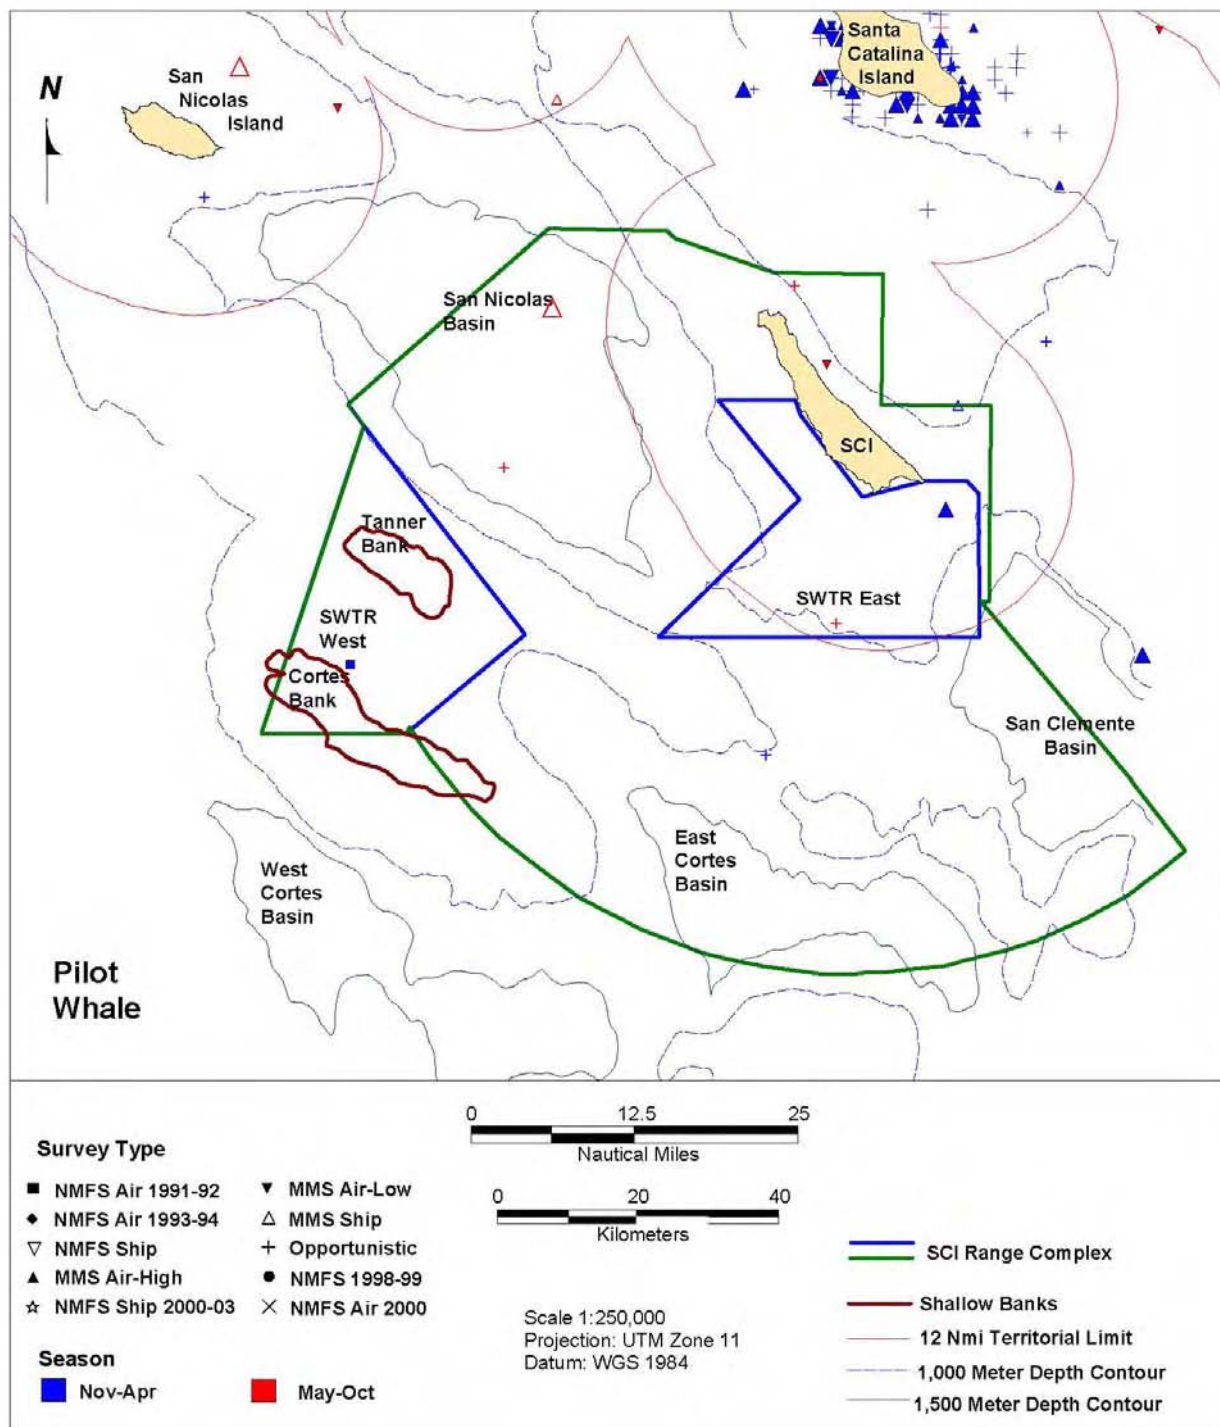 Santa
Catalina
Island
San
Nicolas
Island
N
San Nicolas
Basin
SCI
Tanner
Bank
SWTR East
SWTR
West
Cortes
Bank
San Clemente
Basin
East
Cortes
Basin
West
Cortes
Basin
Pilot
Whale
0 12.5 25
Nautical Miles
0 20 40
Kilometers
Scale 1:250,000
Projection: UTM Zone 11
Datum: WGS 1984
Survey Type
NMFS Air 1991-92
NMFS Air 1993-94
NMFS Ship
MMS Air-High
NMFS Ship 2000-03
MMS Air-Low
MMS Ship
Opportunistic
NMFS 1998-99
NMFS Air 2000
Season
Nov-Apr
May-Oct
SCI Range Complex
Shallow Banks
12 Nmi Territorial Limit
1,000 Meter Depth Contour
1,500 Meter Depth Contour